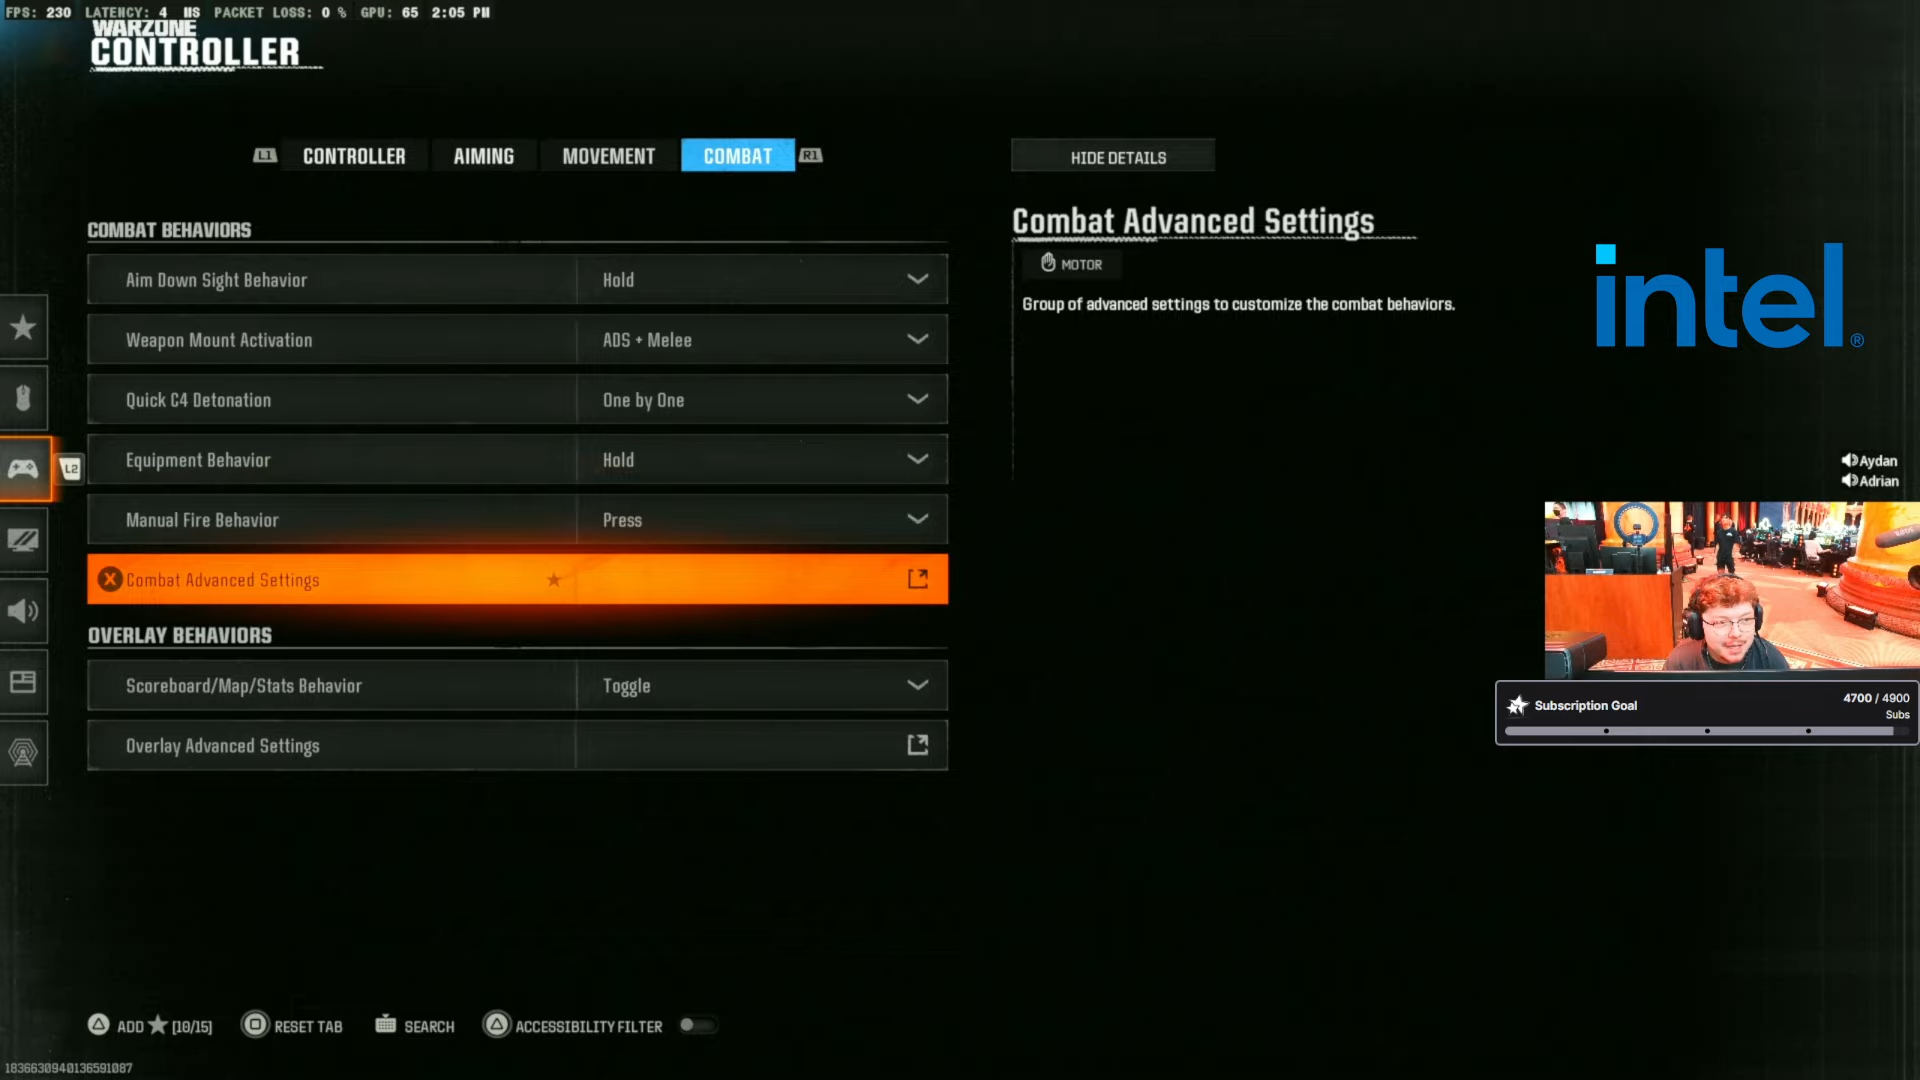 FPS: 230 LATENCY: 4 MS PACKET LOSS: 0 % GPU: 65 2:05 PM
WARZONE
CONTROLLER
L1 CONTROLLER AIMING MOVEMENT COMBAT R1
HIDE DETAILS
COMBAT BEHAVIORS
Aim Down Sight Behavior Hold
Weapon Mount Activation ADS + Melee
Quick C4 Detonation One by One
Equipment Behavior Hold
L2
Manual Fire Behavior Press
X Combat Advanced Settings
OVERLAY BEHAVIORS
Scoreboard/Map/Stats Behavior Toggle
Overlay Advanced Settings
Combat Advanced Settings
MOTOR
Group of advanced settings to customize the combat behaviors.
intel®
Aydan
Adrian
Subscription Goal 4700 / 4900
Subs
ADD [10/15] RESET TAB SEARCH ACCESSIBILITY FILTER
1836630940136591087